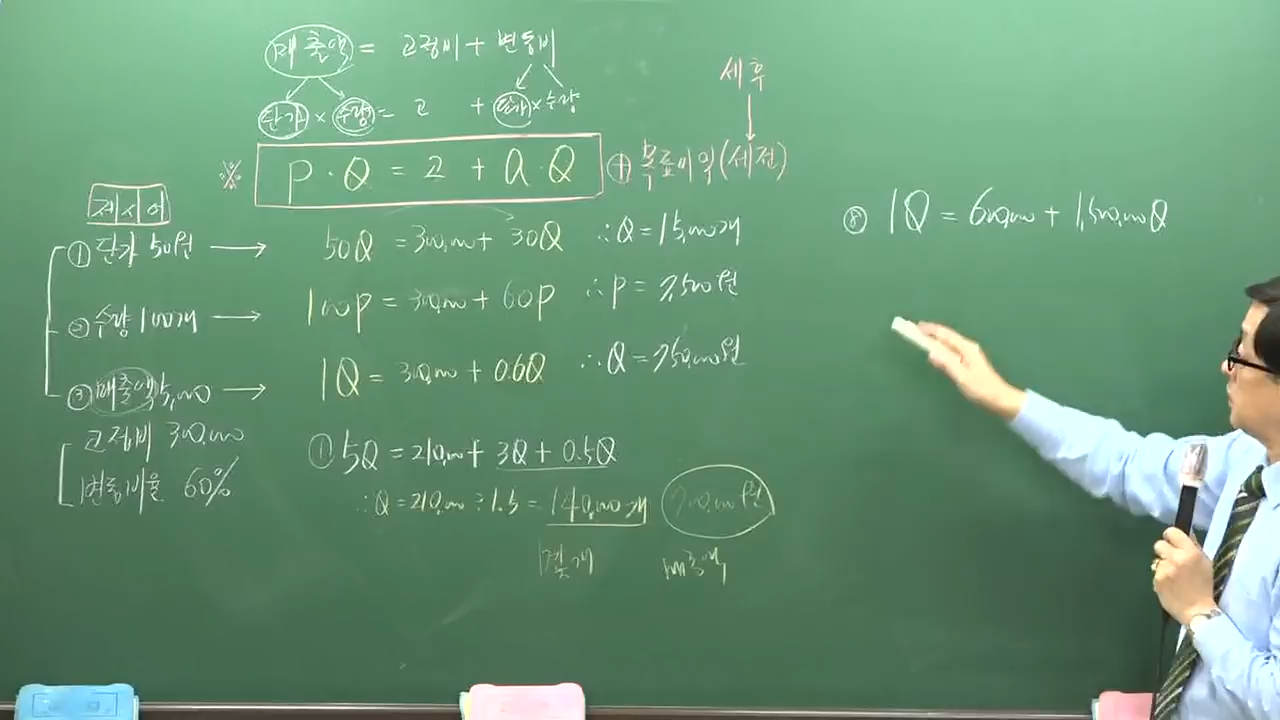 매출액 = 고정비 + 변동비
단가 × 수량 = 고 + 단가 × 수량
※ P · Q = 고 + a · Q ⊕ 목표이익 (세전)
세후
제시어
① 단가 50원 → 50Q = 300,000 + 30Q ∴ Q = 15,000개
② 수량 100개 → 100P = 300,000 + 60P ∴ P = 7,500원
③ 매출액 5,000 → 1Q = 300,000 + 0.6Q ∴ Q = 750,000원
고정비 300,000
변동비율 60%
① 5Q = 210,000 + 3Q + 0.5Q
∴ Q = 210,000 ÷ 1.5 = 140,000개 700,000원
매출액
⑧ 1Q = 600,000 + 1,500,000Q